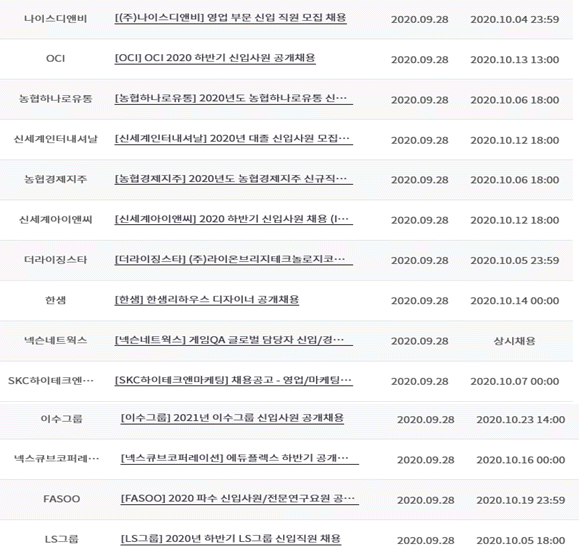 나이스디앤비 [(주)나이스디앤비] 영업 부문 신입 직원 모집 채용 2020.09.28 2020.10.04 23:59
OCI [OCI] OCI 2020 하반기 신입사원 공개채용 2020.09.28 2020.10.13 13:00
농협하나로유통 [농협하나로유통] 2020년도 농협하나로유통 신··· 2020.09.28 2020.10.06 18:00
신세계인터내셔날 [신세계인터내셔날] 2020년 대졸 신입사원 모집··· 2020.09.28 2020.10.12 18:00
농협경제지주 [농협경제지주] 2020년도 농협경제지주 신규직··· 2020.09.28 2020.10.06 18:00
신세계아이앤씨 [신세계아이앤씨] 2020 하반기 신입사원 채용 (I··· 2020.09.28 2020.10.12 18:00
더라이징스타 [더라이징스타] (주)라이온브리지테크놀로지코··· 2020.09.28 2020.10.05 23:59
한샘 [한샘] 한샘리하우스 디자이너 공개채용 2020.09.28 2020.10.14 00:00
넥슨네트웍스 [넥슨네트웍스] 게임QA 글로벌 담당자 신입/경··· 2020.09.28 상시채용
SKC하이테크앤··· [SKC하이테크앤마케팅] 채용공고 - 영업/마케팅··· 2020.09.28 2020.10.07 00:00
이수그룹 [이수그룹] 2021년 이수그룹 신입사원 공개채용 2020.09.28 2020.10.23 14:00
넥스큐브코퍼레··· [넥스큐브코퍼레이션] 에듀플렉스 하반기 공개··· 2020.09.28 2020.10.16 00:00
FASOO [FASOO] 2020 파수 신입사원/전문연구요원 공··· 2020.09.28 2020.10.19 23:59
LS그룹 [LS그룹] 2020년 하반기 LS그룹 신입직원 채용 2020.09.28 2020.10.05 18:00